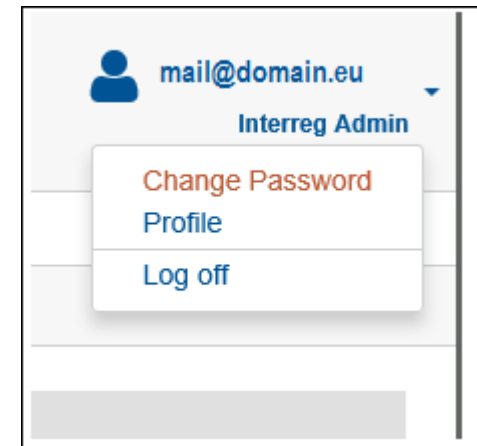 mail@domain.eu
Interreg Admin
Change Password
Profile
Log off